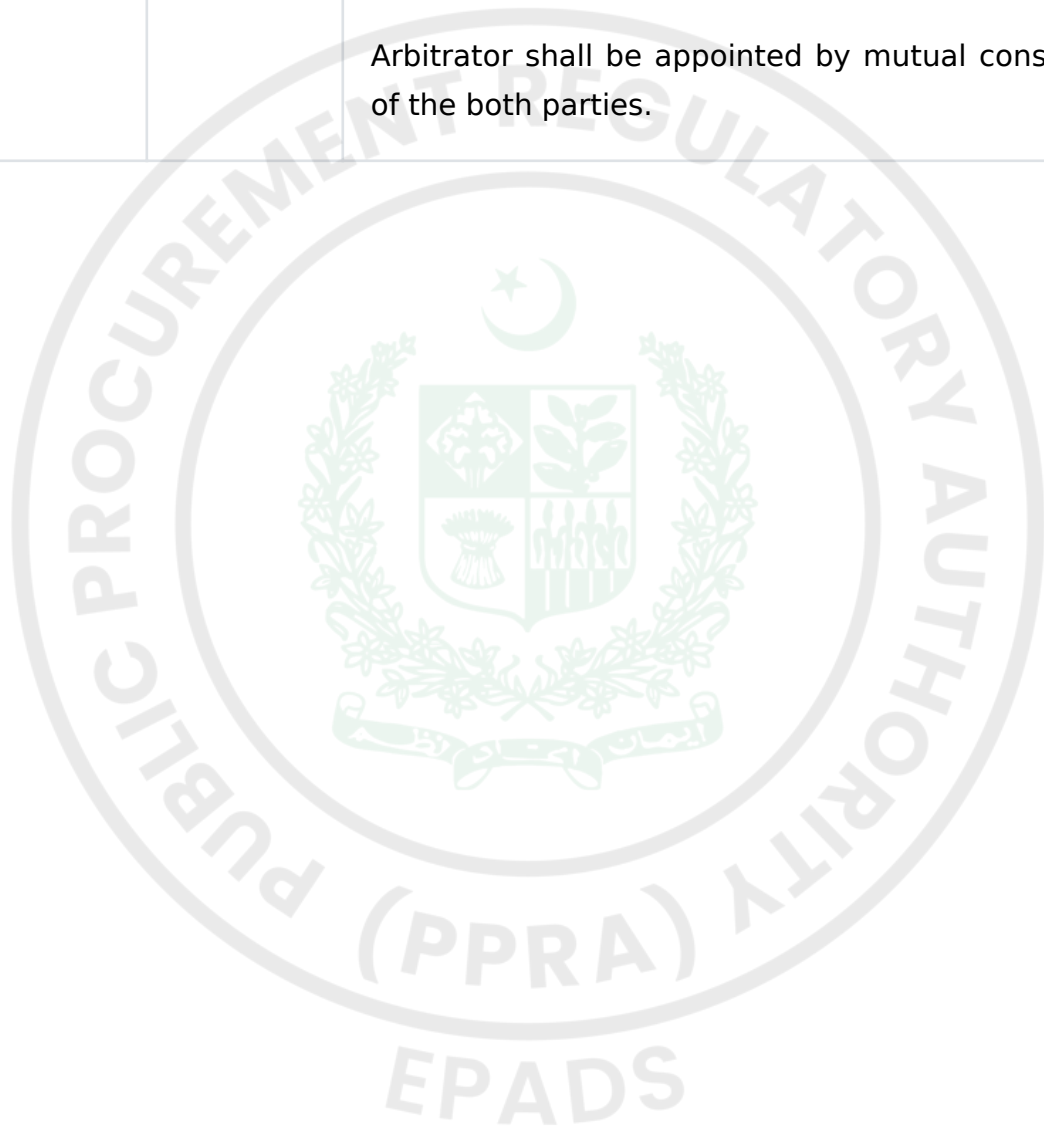 Arbitrator shall be appointed by mutual cons
of the both parties.
PUBLIC PROCUREMENT REGULATORY AUTHORITY
(PPRA)
EPADS